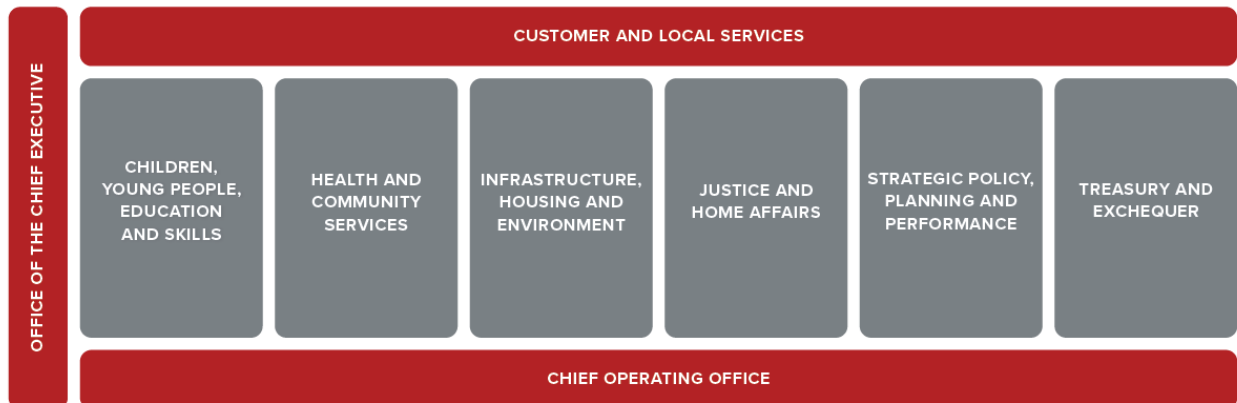 OFFICE OF THE CHIEF EXECUTIVE
CUSTOMER AND LOCAL SERVICES
CHILDREN,
YOUNG PEOPLE,
EDUCATION
AND SKILLS
HEALTH AND
COMMUNITY
SERVICES
INFRASTRUCTURE,
HOUSING AND
ENVIRONMENT
JUSTICE AND
HOME AFFAIRS
STRATEGIC POLICY,
PLANNING AND
PERFORMANCE
TREASURY AND
EXCHEQUER
CHIEF OPERATING OFFICE